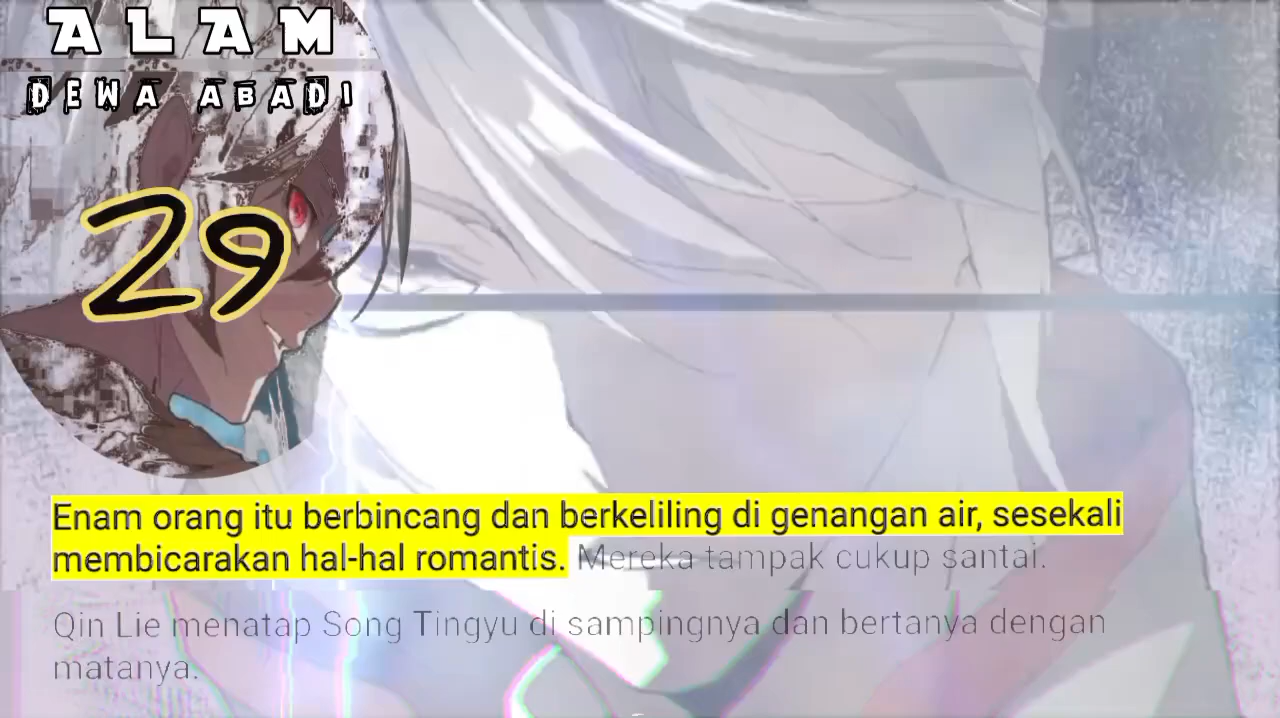 ALAM
DEWA ABADI
29
Enam orang itu berbincang dan berkeliling di genangan air, sesekali
membicarakan hal-hal romantis. Mereka tampak cukup santai.
Qin Lie menatap Song Tingyu di sampingnya dan bertanya dengan
matanya.